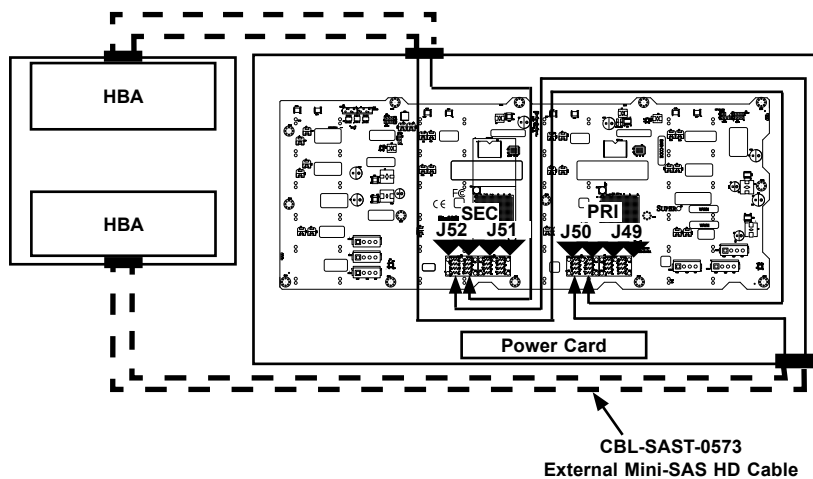 HBA
HBA
SEC
PRI
J52
J51
J50
J49
Power Card
CBL-SAST-0573
External Mini-SAS HD Cable